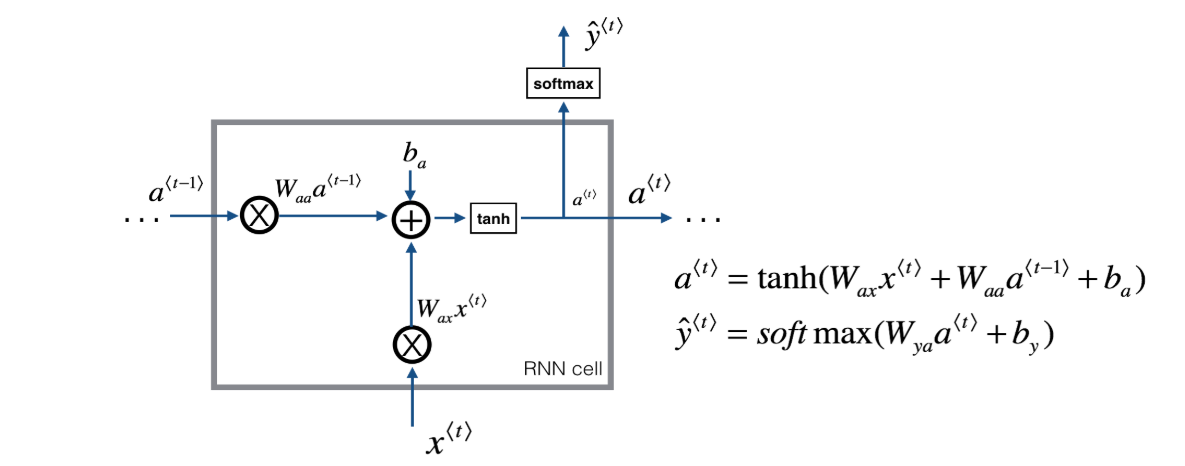 ŷ⟨t⟩
softmax
b_a
a⟨t−1⟩
W_aa a⟨t−1⟩
a⟨t⟩
a⟨t⟩
. . .
tanh
. . .
W_ax x⟨t⟩
RNN cell
x⟨t⟩
a⟨t⟩ = tanh(W_ax x⟨t⟩ + W_aa a⟨t−1⟩ + b_a)
ŷ⟨t⟩ = soft max(W_ya a⟨t⟩ + b_y)